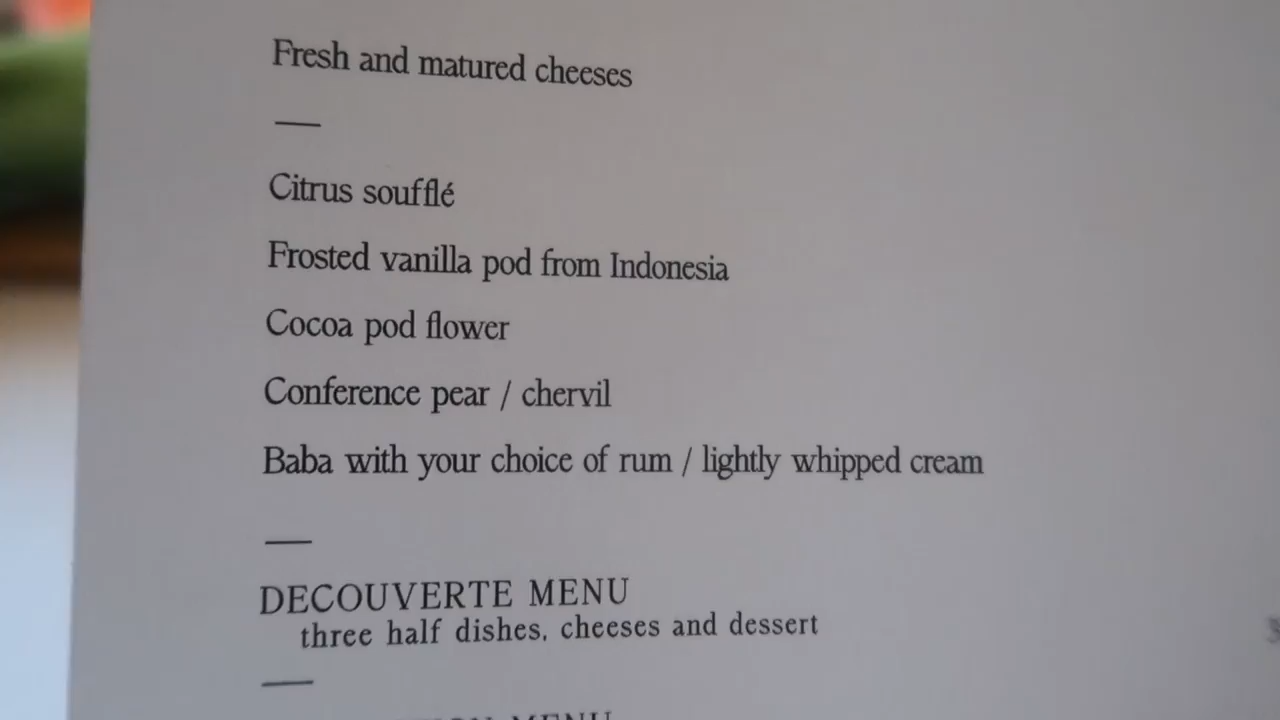 Fresh and matured cheeses
Citrus soufflé
Frosted vanilla pod from Indonesia
Cocoa pod flower
Conference pear / chervil
Baba with your choice of rum / lightly whipped cream
DECOUVERTE MENU
three half dishes, cheeses and dessert
MENU